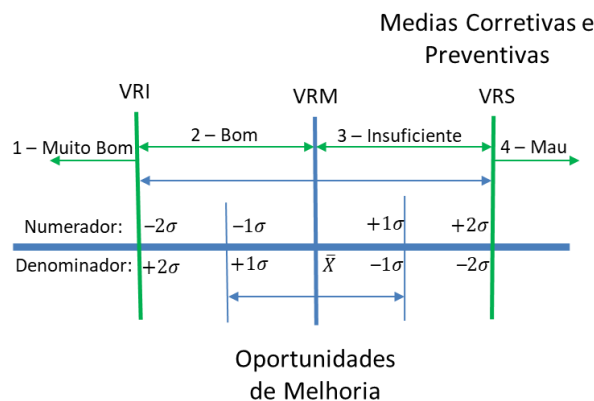 Medias Corretivas e
Preventivas
VRI VRM VRS
1 – Muito Bom 2 – Bom 3 – Insuficiente 4 – Mau
Numerador: −2σ −1σ +1σ +2σ
Denominador: +2σ +1σ X̄ −1σ −2σ
Oportunidades
de Melhoria